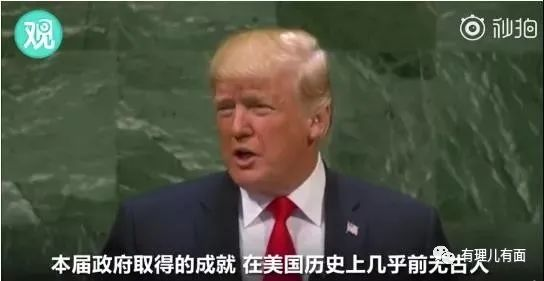 观
秒拍
本届政府取得的成就 在美国历史上几乎前无古人
有理儿有面